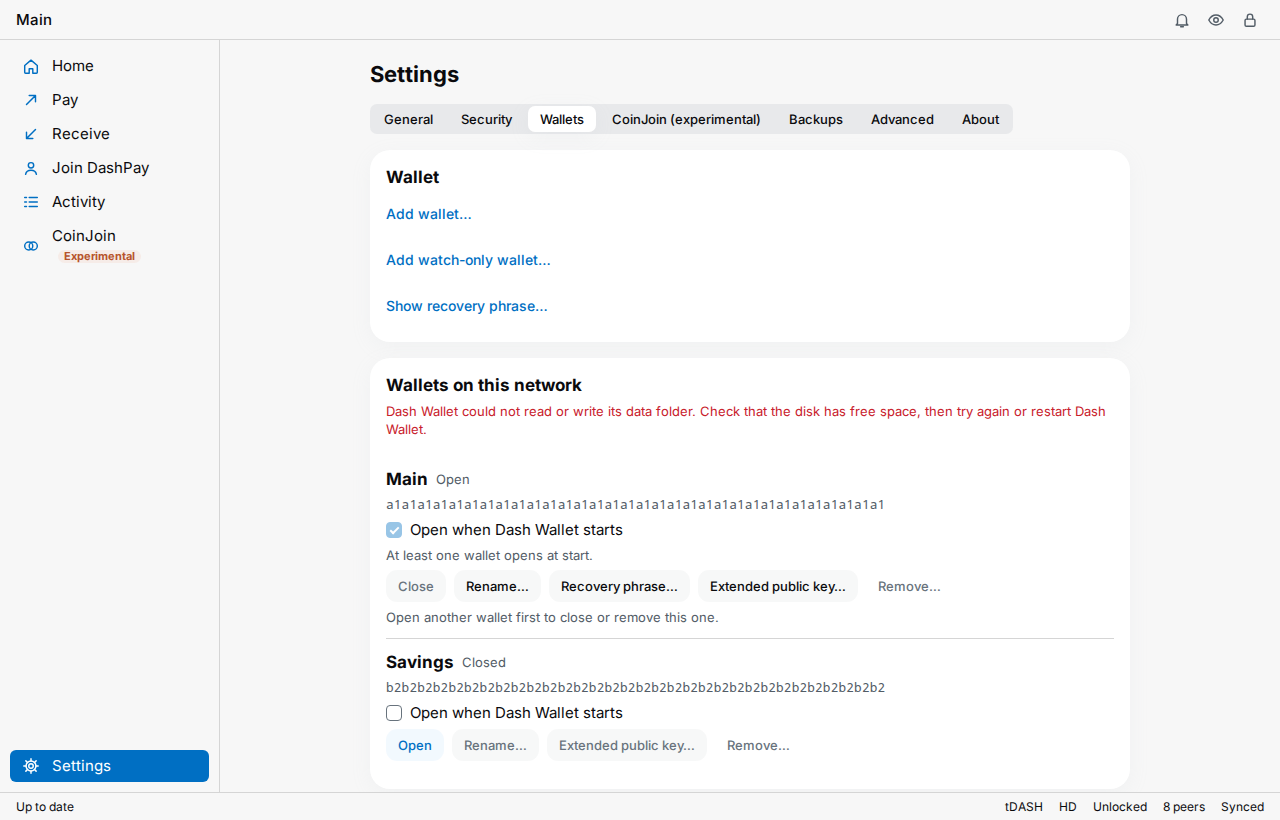 Main
Home
Pay
Receive
Join DashPay
Activity
CoinJoin
Experimental
Settings
Settings
General Security Wallets CoinJoin (experimental) Backups Advanced About
Wallet
Add wallet...
Add watch-only wallet...
Show recovery phrase...
Wallets on this network
Dash Wallet could not read or write its data folder. Check that the disk has free space, then try again or restart Dash
Wallet.
Main Open
a1a1a1a1a1a1a1a1a1a1a1a1a1a1a1a1a1a1a1a1a1a1a1a1a1a1a1a1a1a1a1a1
Open when Dash Wallet starts
At least one wallet opens at start.
Close Rename... Recovery phrase... Extended public key... Remove...
Open another wallet first to close or remove this one.
Savings Closed
b2b2b2b2b2b2b2b2b2b2b2b2b2b2b2b2b2b2b2b2b2b2b2b2b2b2b2b2b2b2b2b2
Open when Dash Wallet starts
Open Rename... Extended public key... Remove...
Up to date
tDASH HD Unlocked 8 peers Synced